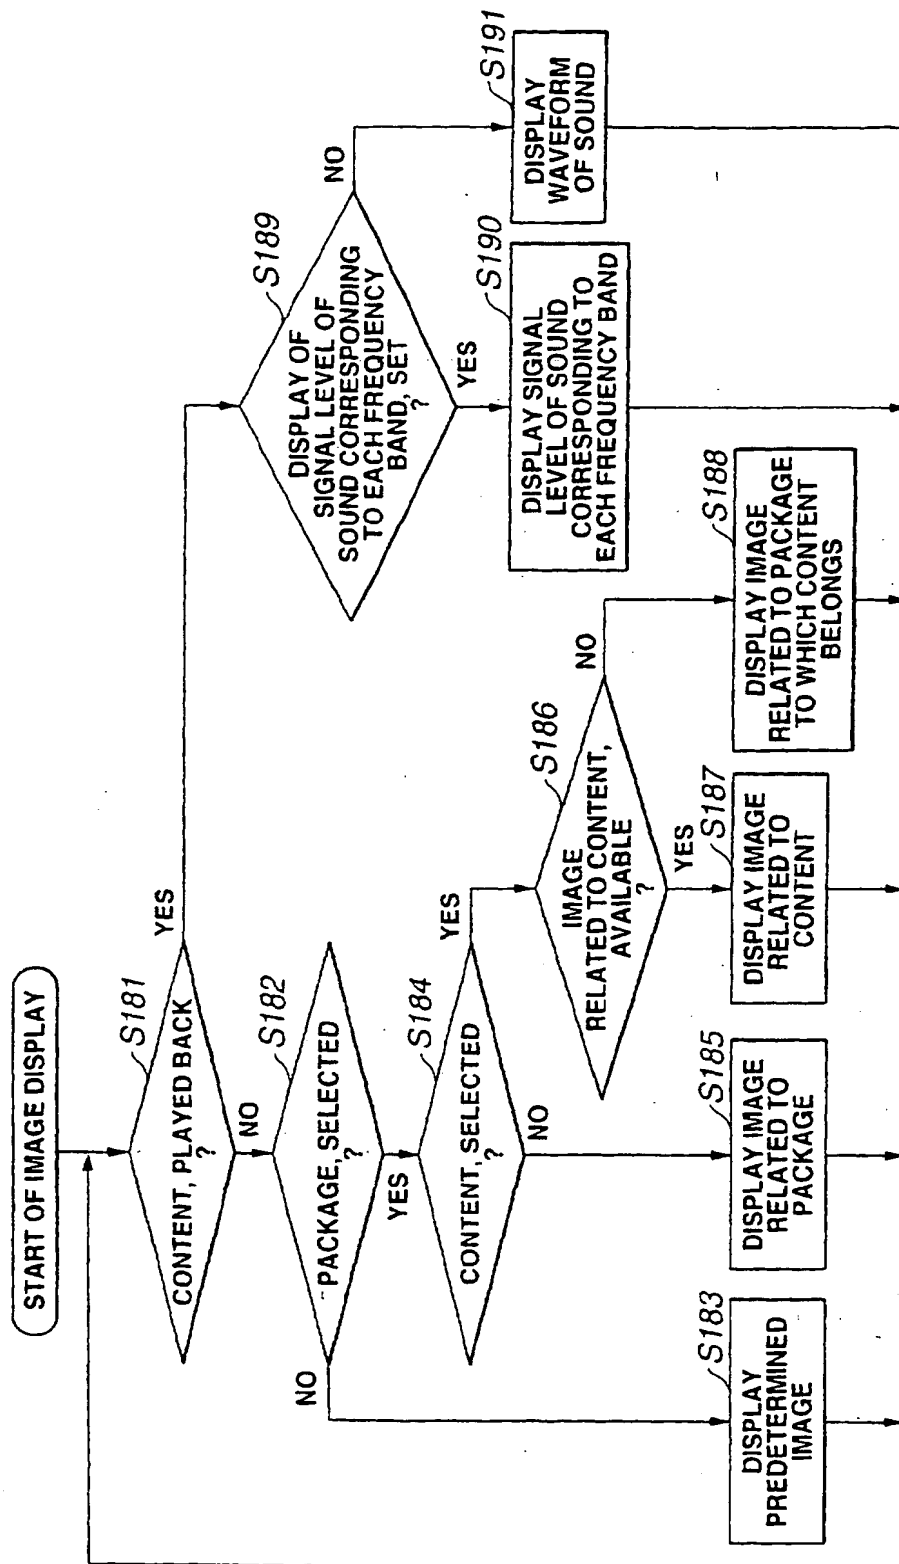 START OF IMAGE DISPLAY
S181
CONTENT, PLAYED BACK
?
YES
NO
S182
PACKAGE, SELECTED
?
NO
YES
S184
CONTENT, SELECTED
?
YES
NO
S189
DISPLAY OF
SIGNAL LEVEL OF
SOUND CORRESPONDING
TO EACH FREQUENCY
BAND, SET
?
NO
YES
S186
IMAGE
RELATED TO CONTENT,
AVAILABLE
?
NO
YES
S183
DISPLAY
PREDETERMINED
IMAGE
S185
DISPLAY IMAGE
RELATED TO
PACKAGE
S187
DISPLAY IMAGE
RELATED TO
CONTENT
S188
DISPLAY IMAGE
RELATED TO PACKAGE
TO WHICH CONTENT
BELONGS
S190
DISPLAY SIGNAL
LEVEL OF SOUND
CORRESPONDING TO
EACH FREQUENCY BAND
S191
DISPLAY
WAVEFORM
OF SOUND